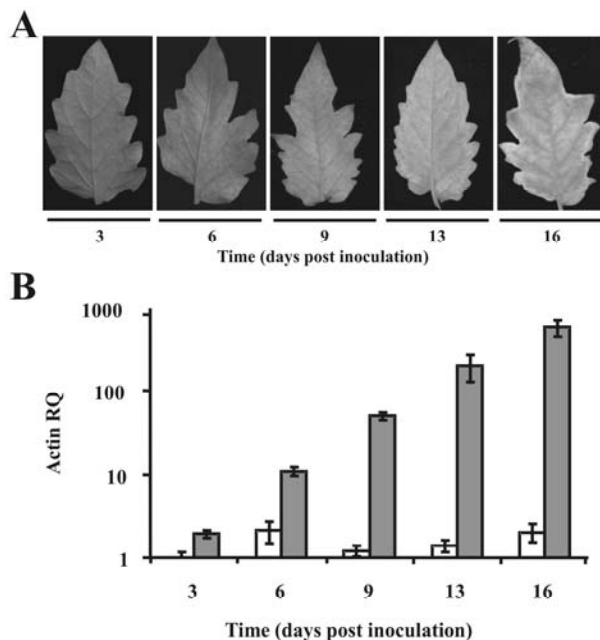 A
3 6 9 13 16
Time (days post inoculation)
B
1000
100
10
1
Actin RQ
3 6 9 13 16
Time (days post inoculation)